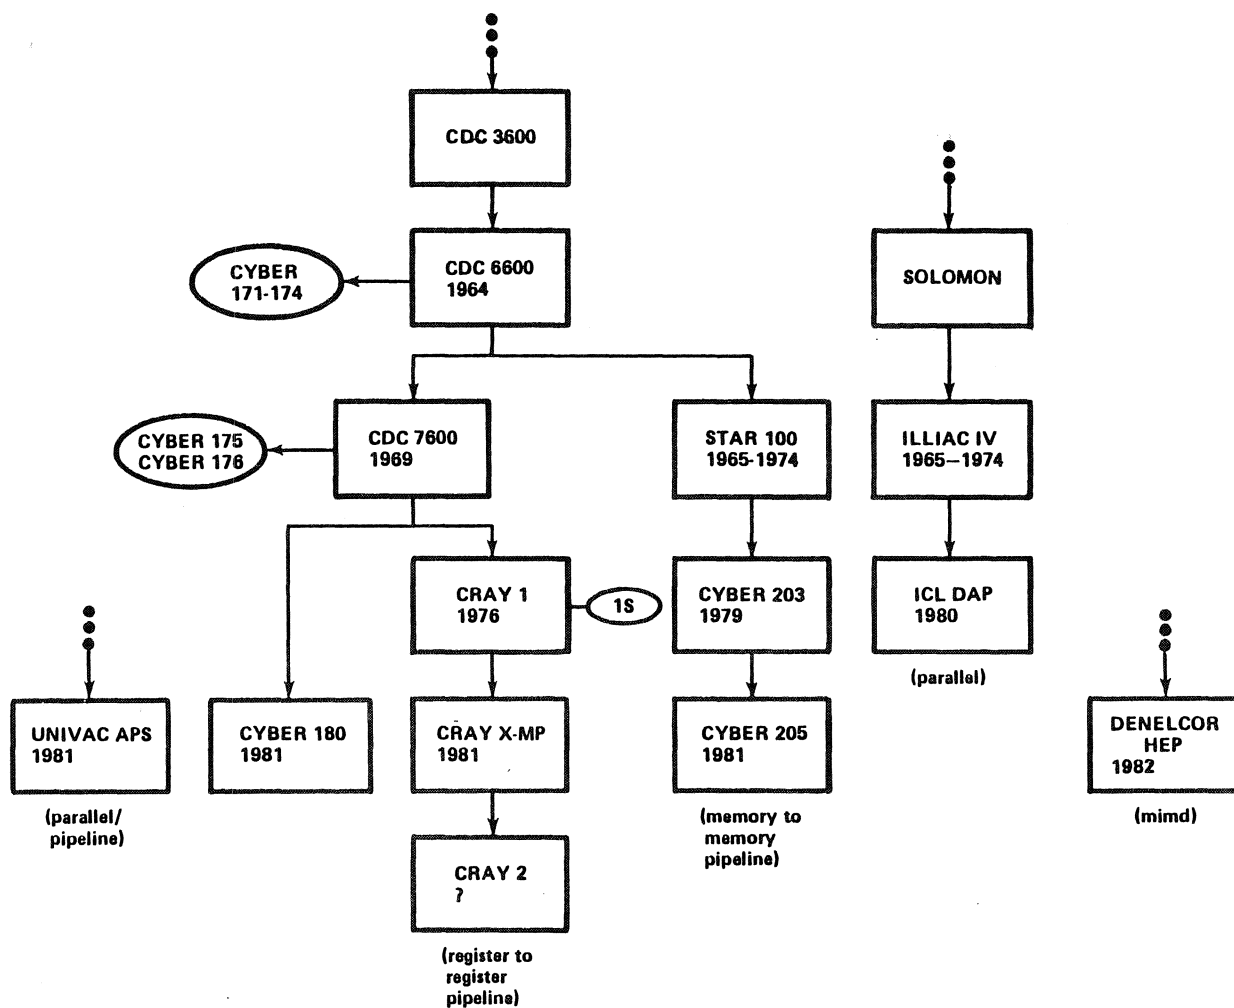 CDC 3600
CYBER
171-174
CDC 6600
1964
SOLOMON
CYBER 175
CYBER 176
CDC 7600
1969
STAR 100
1965-1974
ILLIAC IV
1965–1974
CRAY 1
1976
1S
CYBER 203
1979
ICL DAP
1980
(parallel)
UNIVAC APS
1981
(parallel/
pipeline)
CYBER 180
1981
CRAY X-MP
1981
CYBER 205
1981
(memory to
memory
pipeline)
DENELCOR
HEP
1982
(mimd)
CRAY 2
?
(register to
register
pipeline)